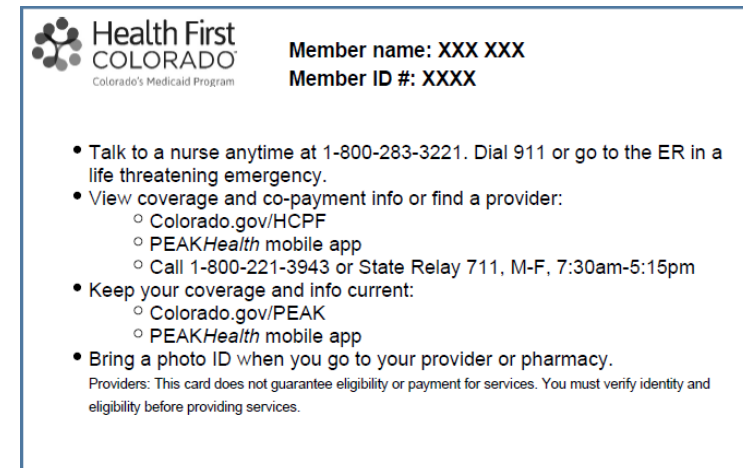 Health First
COLORADO
Colorado's Medicaid Program
Member name: XXX XXX
Member ID #: XXXX
• Talk to a nurse anytime at 1-800-283-3221. Dial 911 or go to the ER in a
life threatening emergency.
• View coverage and co-payment info or find a provider:
○ Colorado.gov/HCPF
○ PEAKHealth mobile app
○ Call 1-800-221-3943 or State Relay 711, M-F, 7:30am-5:15pm
• Keep your coverage and info current:
○ Colorado.gov/PEAK
○ PEAKHealth mobile app
• Bring a photo ID when you go to your provider or pharmacy.
Providers: This card does not guarantee eligibility or payment for services. You must verify identity and
eligibility before providing services.